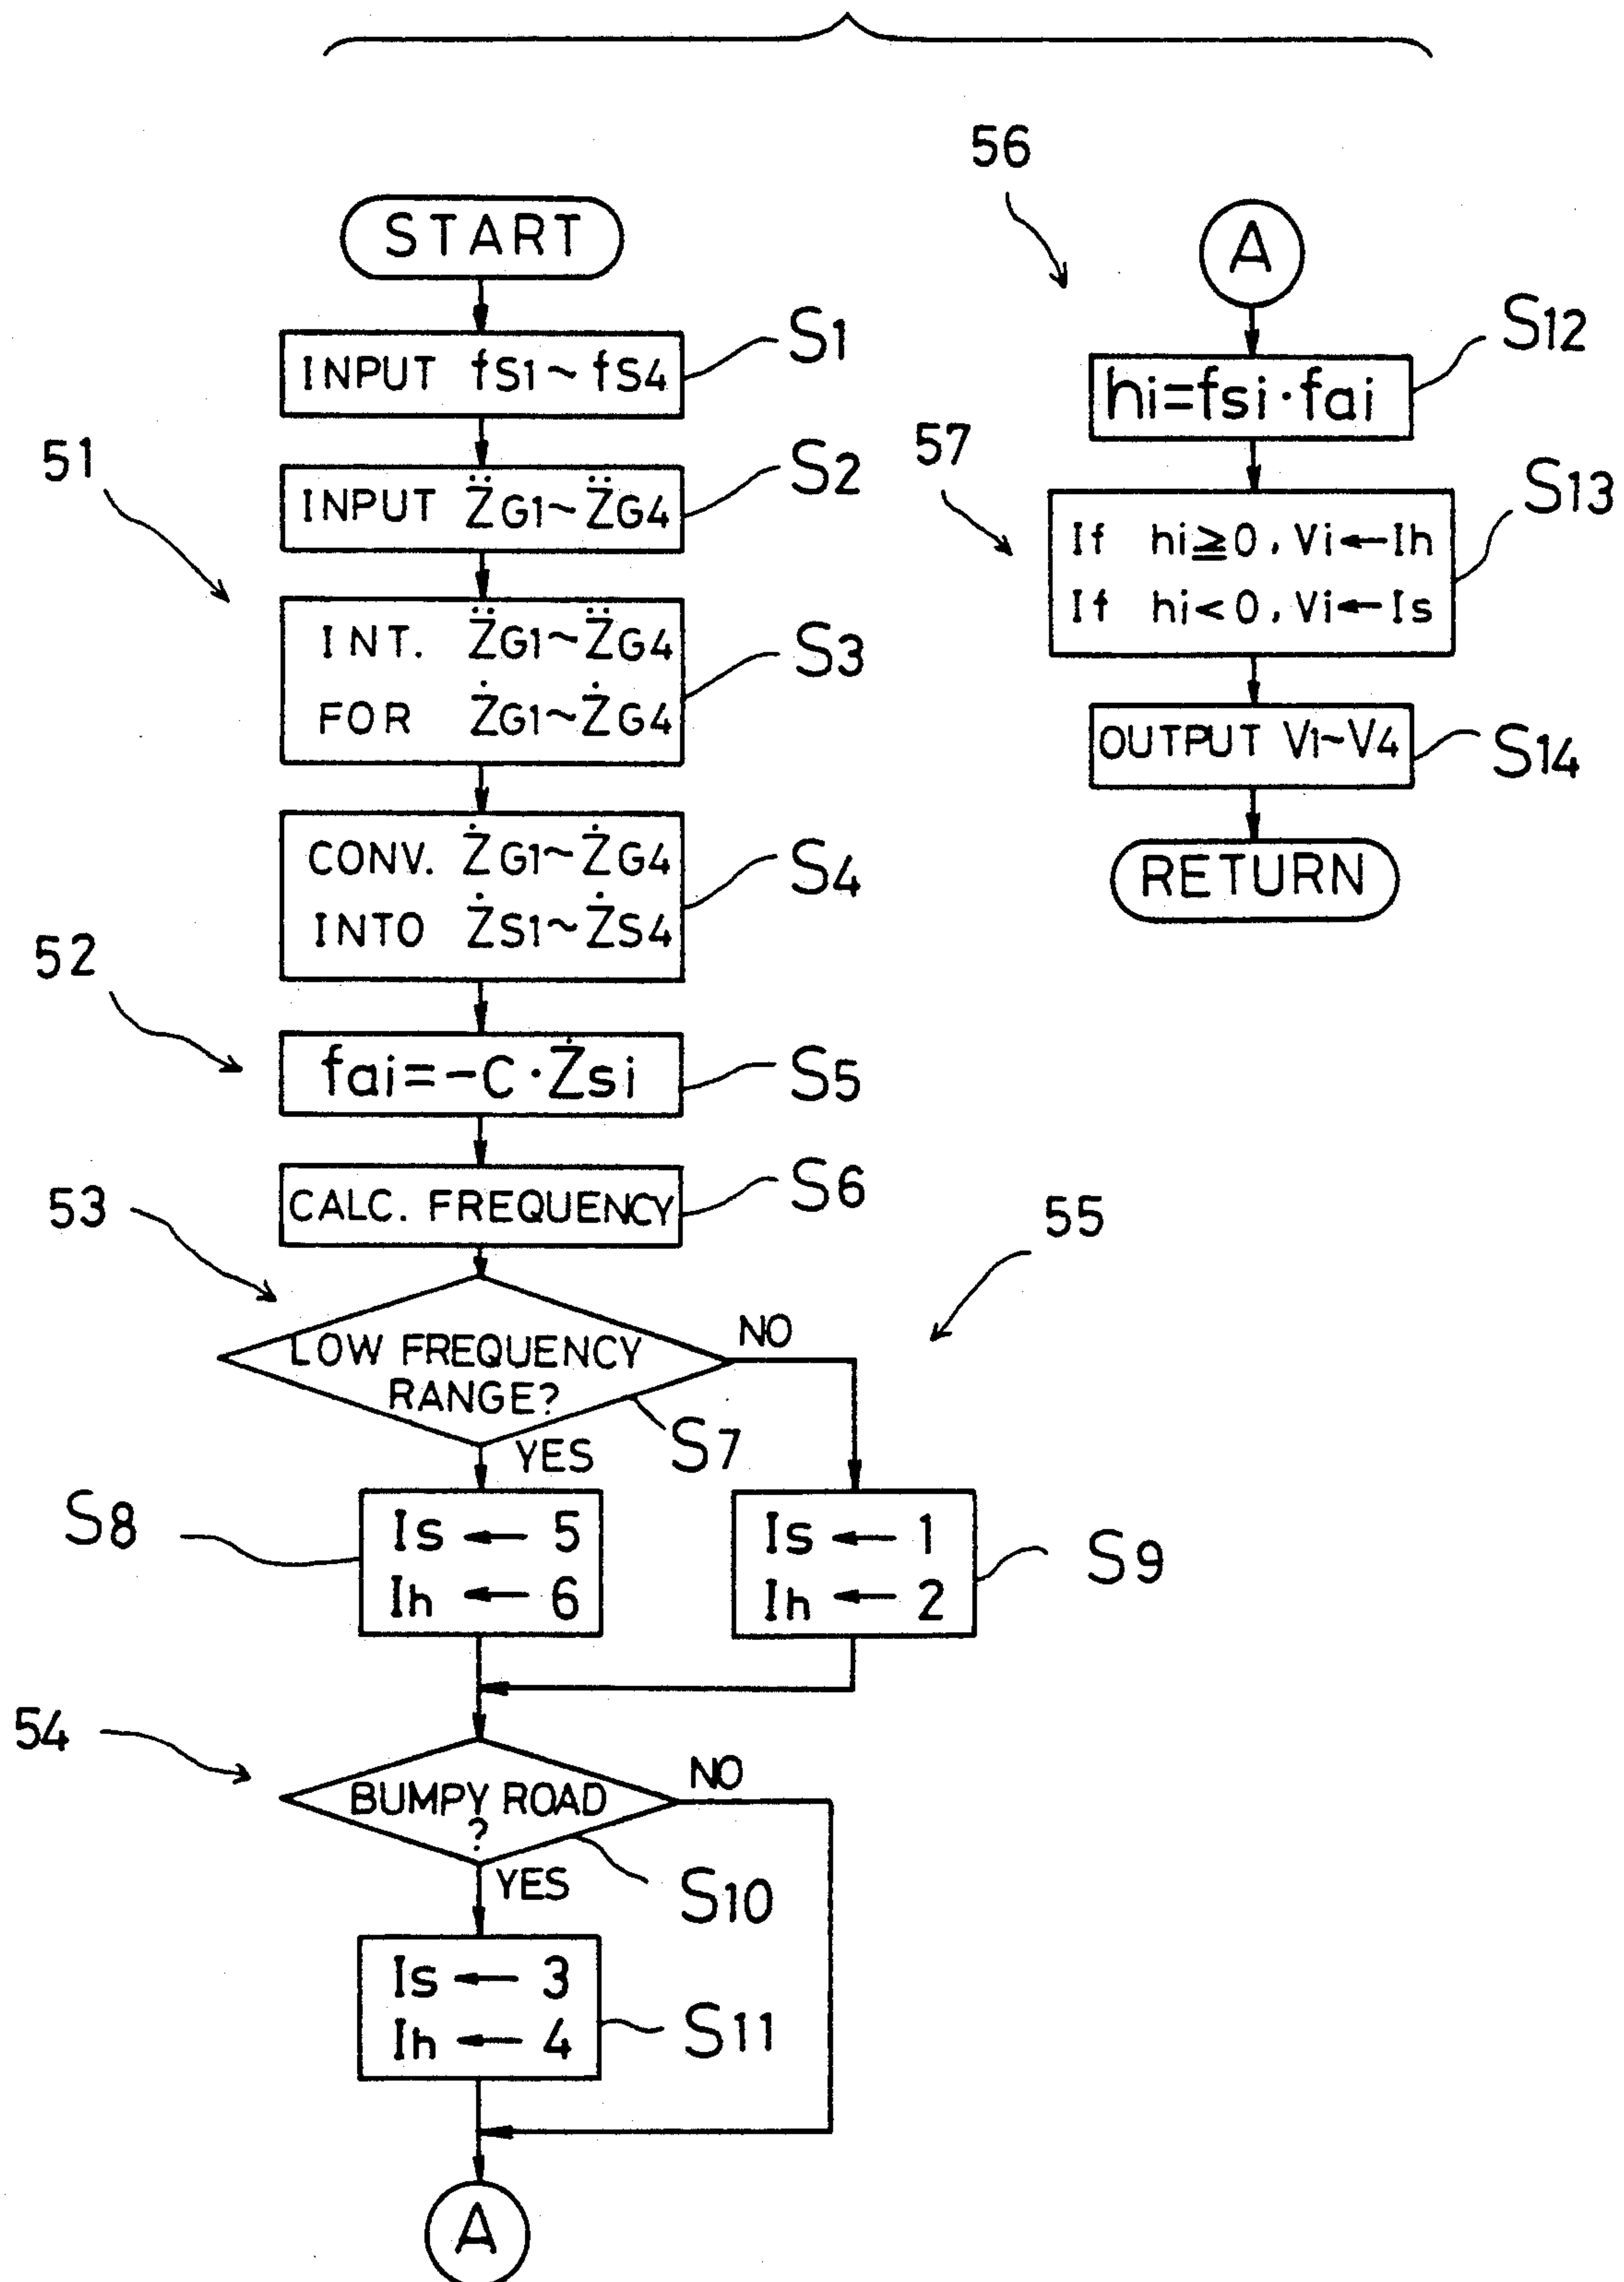 START
S1
INPUT fS1~fS4
51
S2
INPUT Z̈G1~Z̈G4
INT. Z̈G1~Z̈G4
FOR ŻG1~ŻG4
S3
CONV. ŻG1~ŻG4
INTO ŻS1~ŻS4
S4
52
fai=-C·Żsi
S5
CALC. FREQUENCY
S6
53
55
LOW FREQUENCY
RANGE?
NO
YES
S7
S8
Is ← 5
Ih ← 6
Is ← 1
Ih ← 2
S9
54
BUMPY ROAD
?
NO
YES
S10
Is ← 3
Ih ← 4
S11
A
56
A
S12
hi=fsi·fai
57
S13
If hi≧0, Vi←Ih
If hi<0, Vi←Is
OUTPUT V1~V4
S14
RETURN